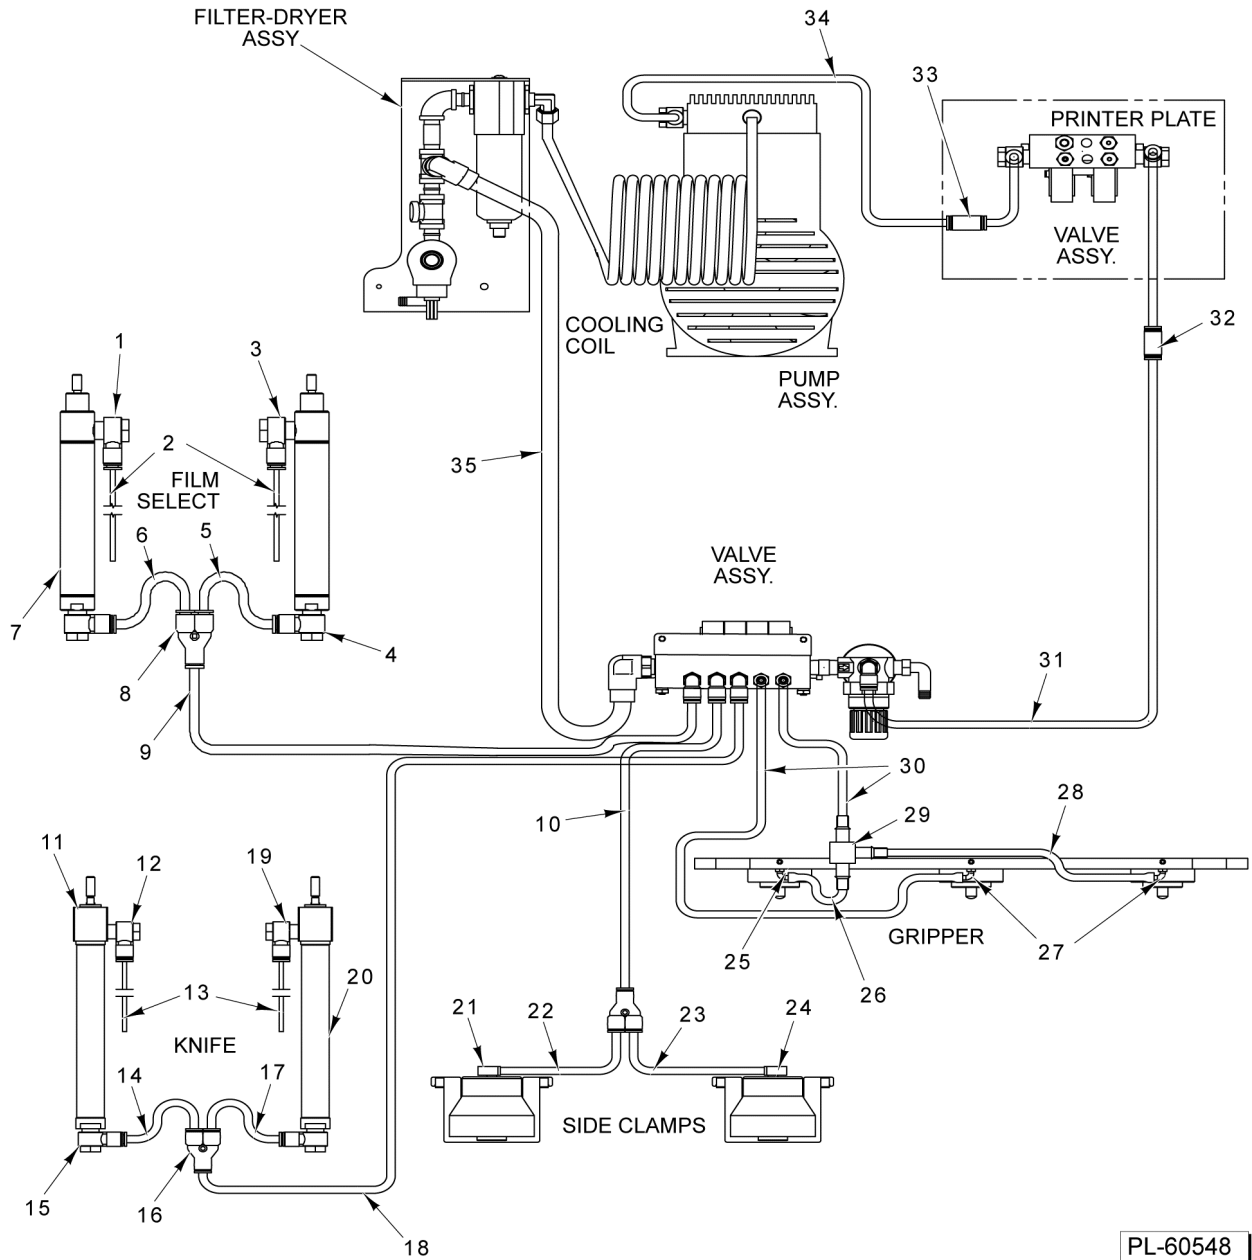 FILTER-DRYER
ASSY
34
33
PRINTER PLATE
VALVE
ASSY.
COOLING
COIL
PUMP
ASSY.
32
1
3
2
35
FILM
SELECT
6
5
VALVE
ASSY.
7
8
4
31
9
30
28
10
29
11
12
19
25
GRIPPER
27
26
20
13
21
22
23
24
KNIFE
14
17
SIDE CLAMPS
15
16
18
PL-60548